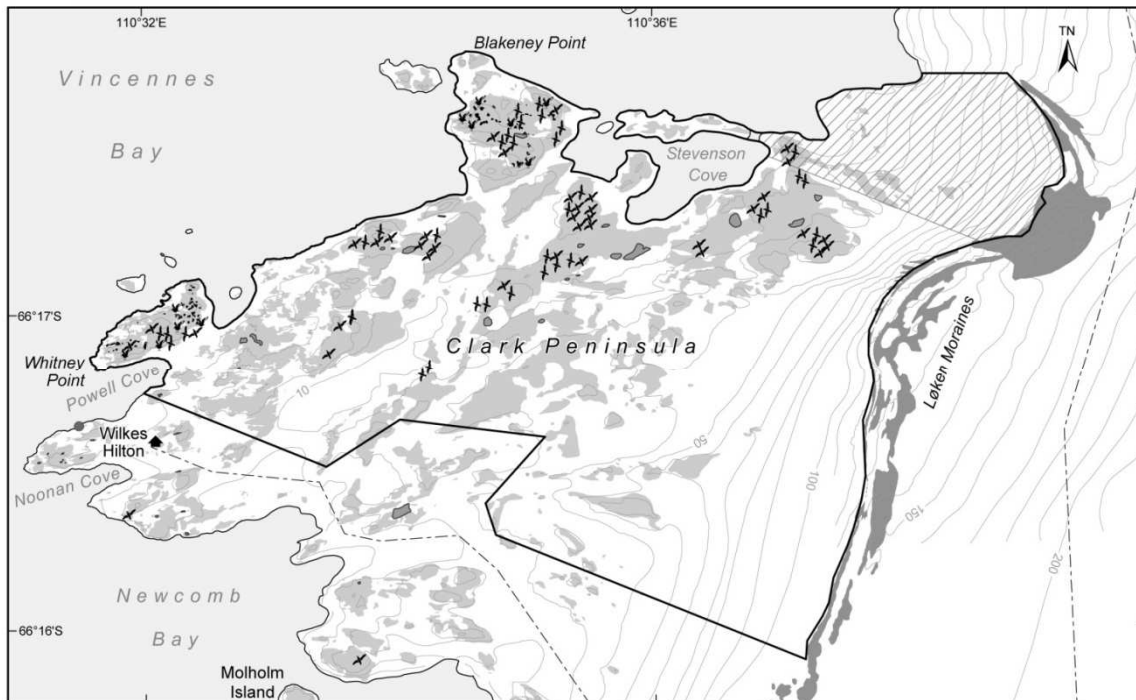 110°32'E
110°36'E
Blakeney Point
TN
Vincennes
Bay
Stevenson
Cove
66°17'S
Clark Peninsula
Whitney
Point
Powell Cove
10
Løken Moraines
Wilkes
Hilton
50
Noonan Cove
100
150
200
Newcomb
Bay
66°16'S
Molholm
Island